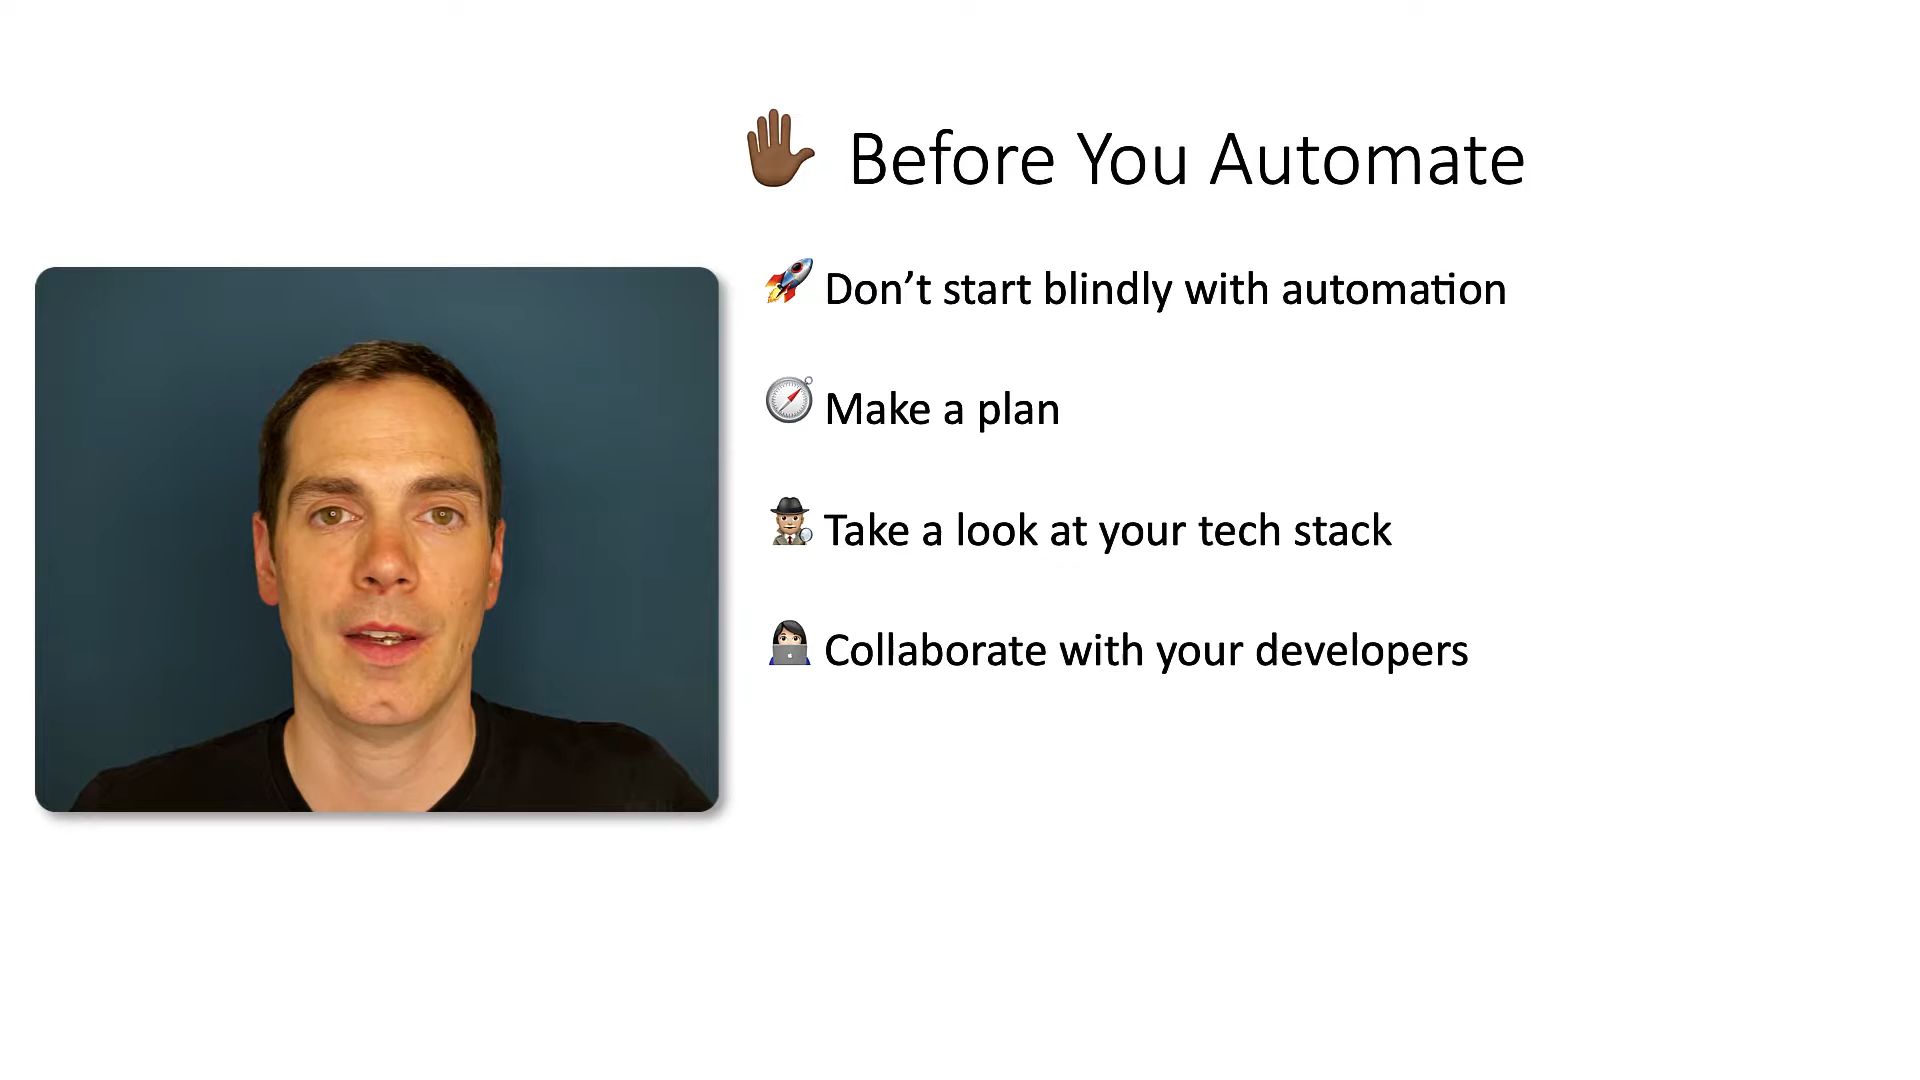 Before You Automate
Don’t start blindly with automation
Make a plan
Take a look at your tech stack
Collaborate with your developers